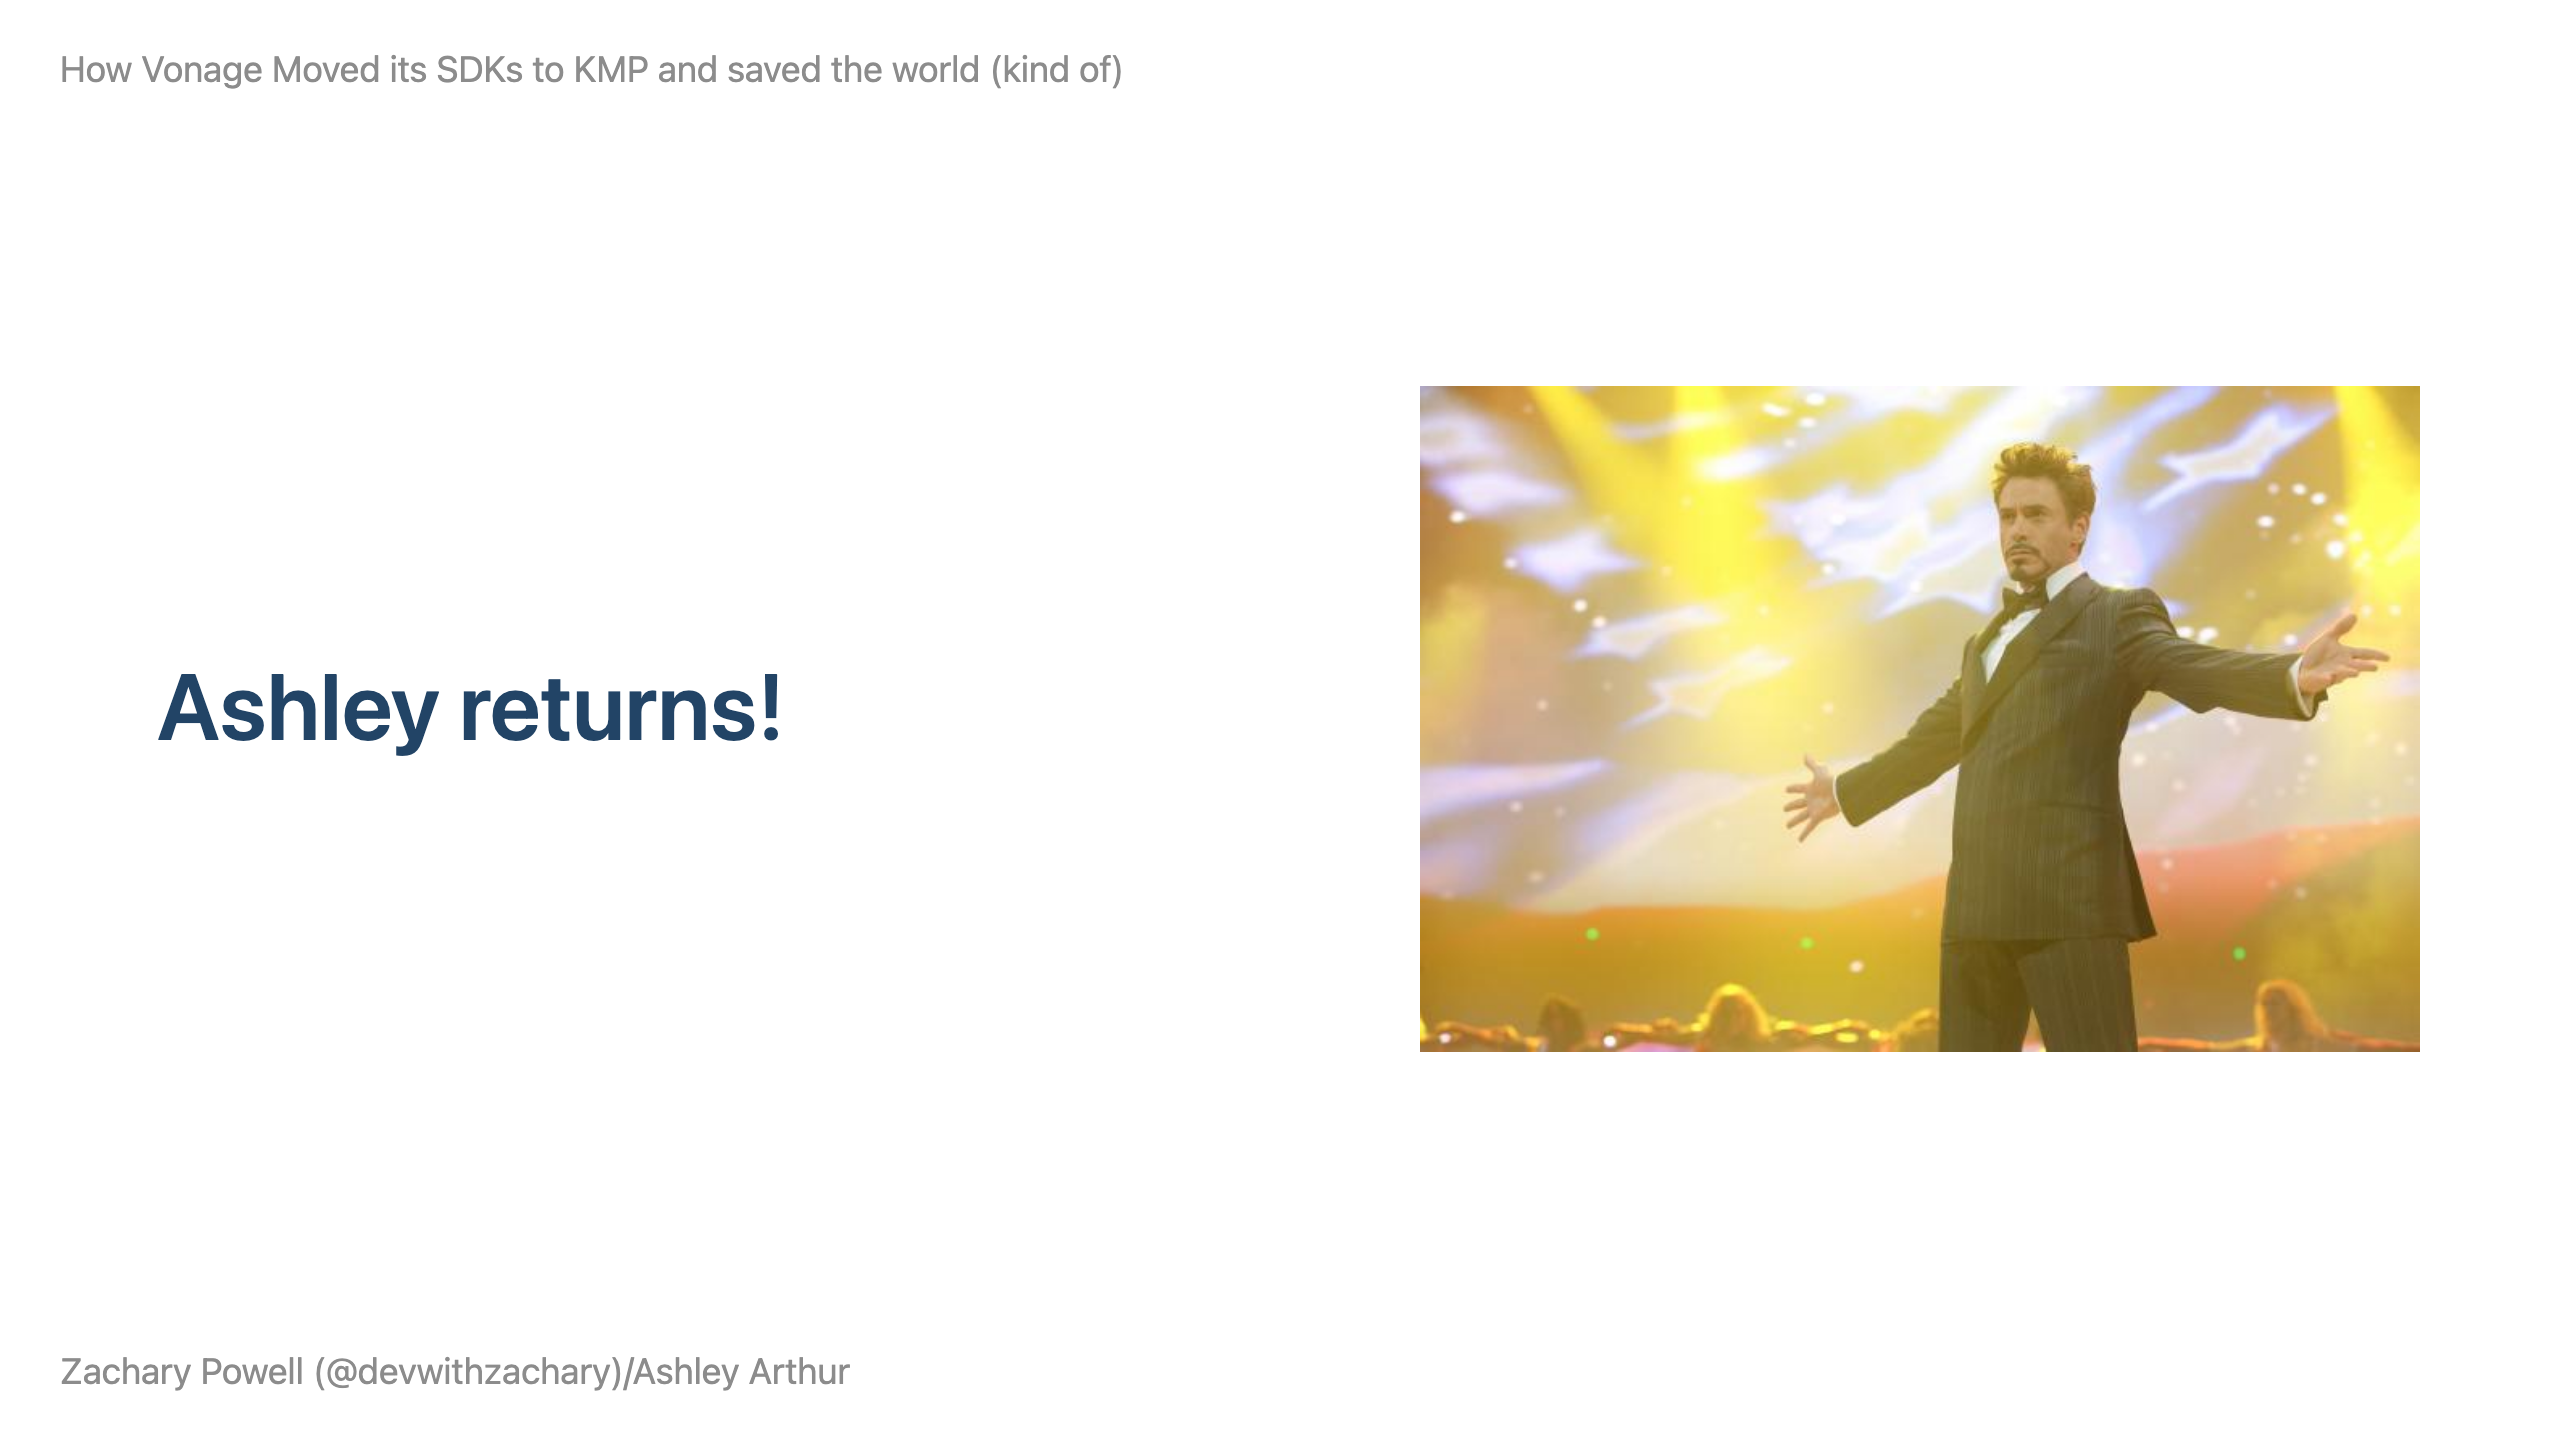 How Vonage Moved its SDKs to KMP and saved the world (kind of)
Ashley returns!
Zachary Powell (@devwithzachary)/Ashley Arthur